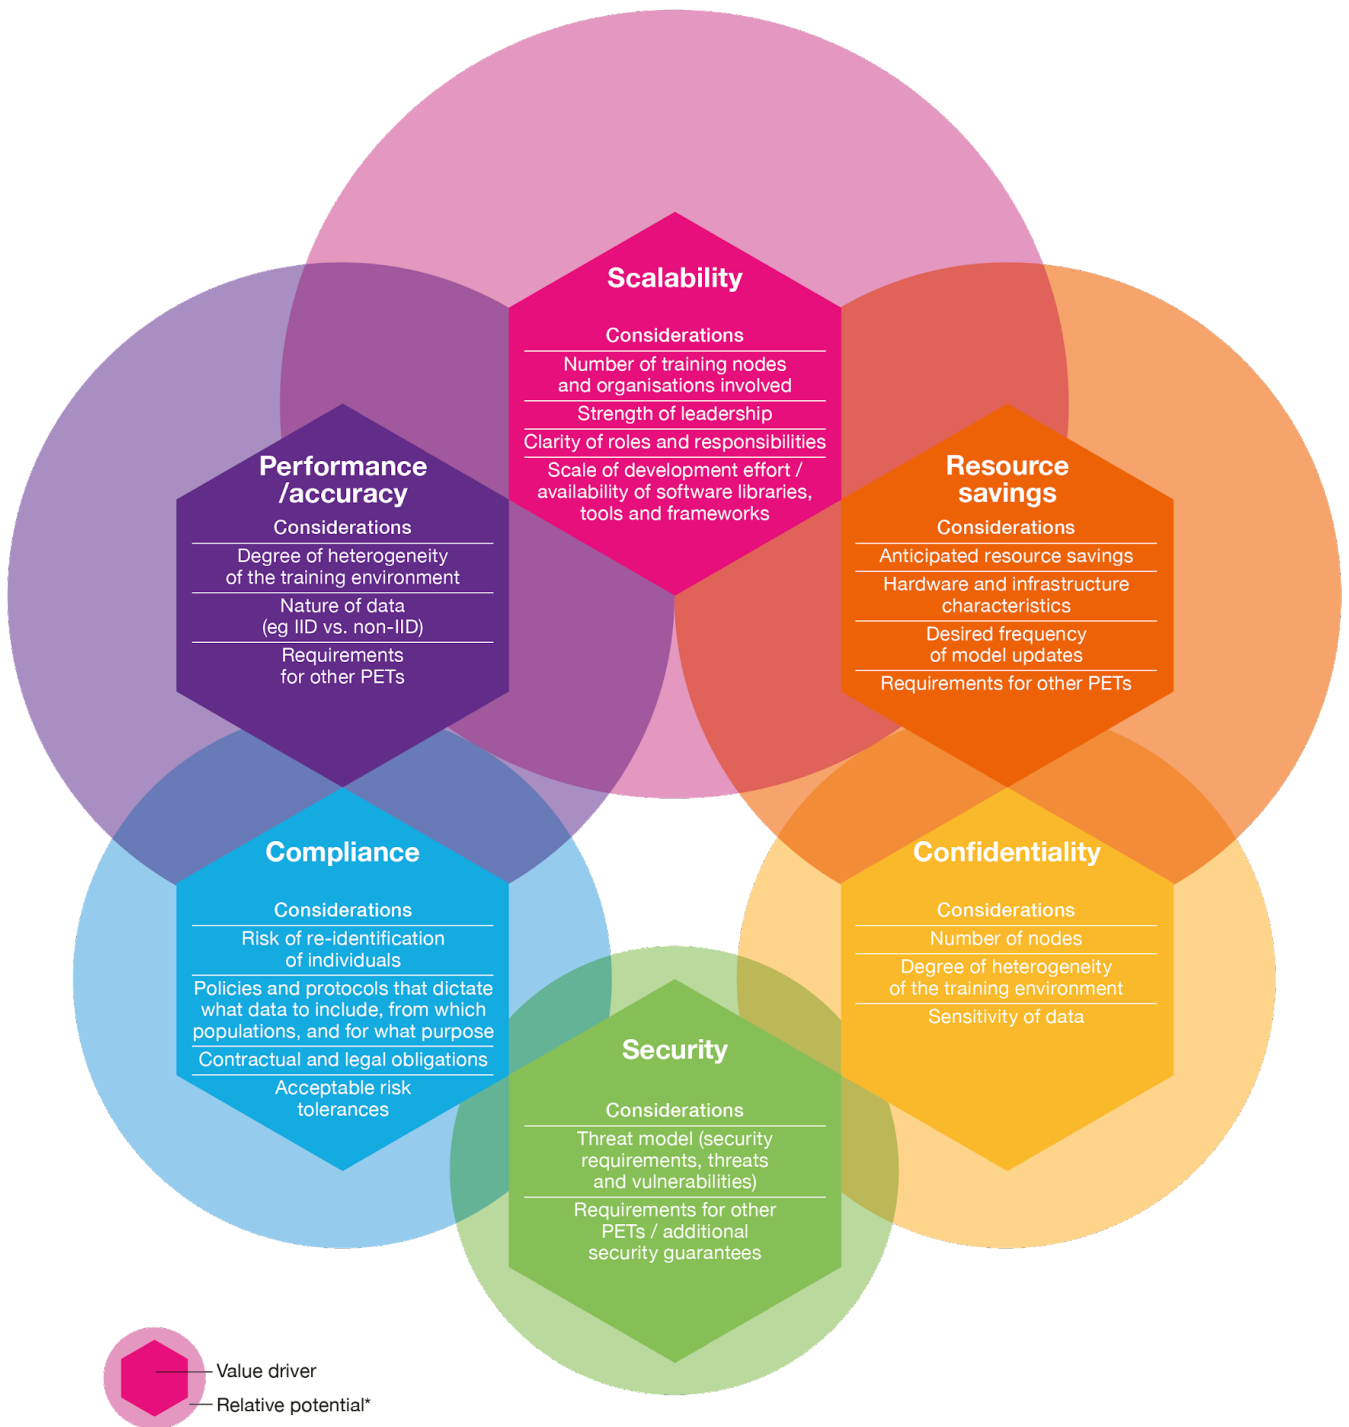 Scalability
Considerations
Number of training nodes
and organisations involved
Strength of leadership
Clarity of roles and responsibilities
Scale of development effort /
availability of software libraries,
tools and frameworks
Performance
/accuracy
Considerations
Degree of heterogeneity
of the training environment
Nature of data
(eg IID vs. non-IID)
Requirements
for other PETs
Resource
savings
Considerations
Anticipated resource savings
Hardware and infrastructure
characteristics
Desired frequency
of model updates
Requirements for other PETs
Compliance
Considerations
Risk of re-identification
of individuals
Policies and protocols that dictate
what data to include, from which
populations, and for what purpose
Contractual and legal obligations
Acceptable risk
tolerances
Confidentiality
Considerations
Number of nodes
Degree of heterogeneity
of the training environment
Sensitivity of data
Security
Considerations
Threat model (security
requirements, threats
and vulnerabilities)
Requirements for other
PETs / additional
security guarantees
Value driver
Relative potential*